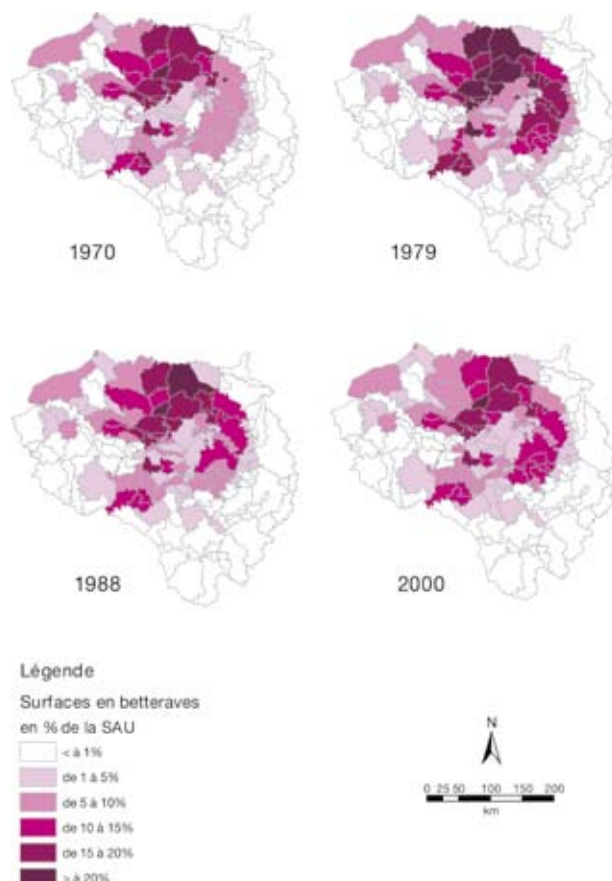 1970
1979
1988
2000
Légende
Surfaces en betteraves
en % de la SAU
< à 1%
de 1 à 5%
de 5 à 10%
de 10 à 15%
de 15 à 20%
> à 20%
N
0 25 50 100 150 200
km